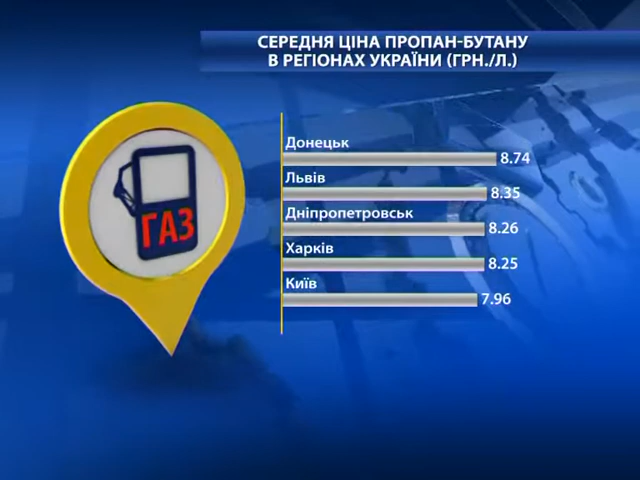 СЕРЕДНЯ ЦІНА ПРОПАН-БУТАНУ
В РЕГІОНАХ УКРАЇНИ (ГРН./Л.)
ГАЗ
Донецьк
8.74
Львів
8.35
Дніпропетровськ
8.26
Харків
8.25
Київ
7.96